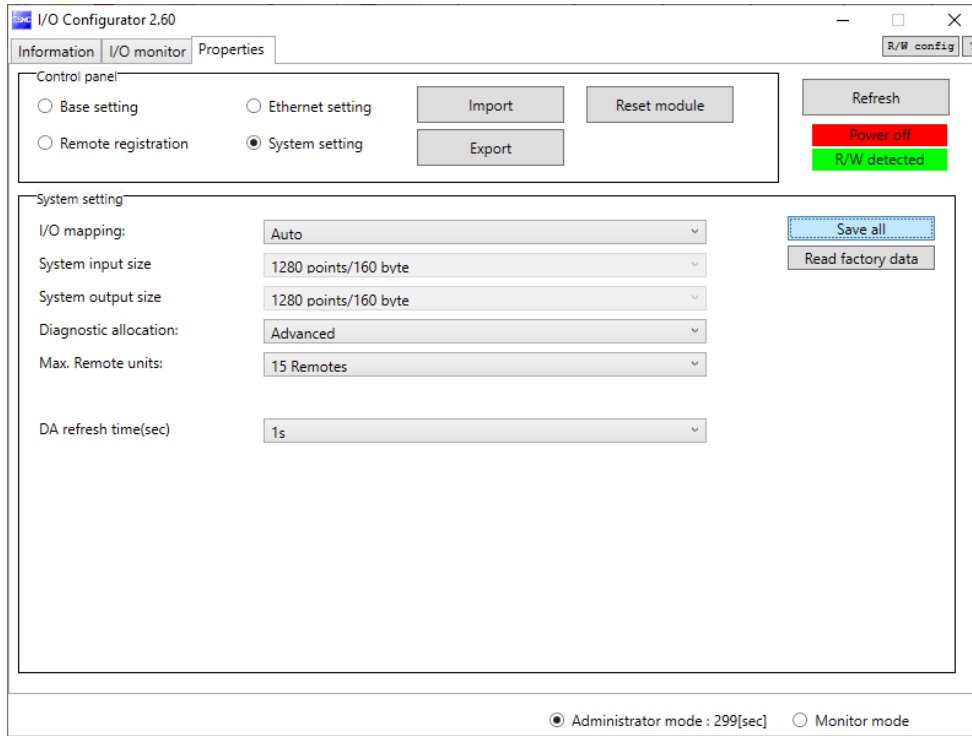 SMC I/O Configurator 2.60
Information I/O monitor Properties R/W config
Control panel
Base setting Ethernet setting Import Reset module Refresh
Remote registration System setting Export Power off
R/W detected
System setting
I/O mapping: Auto Save all
System input size 1280 points/160 byte Read factory data
System output size 1280 points/160 byte
Diagnostic allocation: Advanced
Max. Remote units: 15 Remotes
DA refresh time(sec) 1s
Administrator mode : 299[sec] Monitor mode